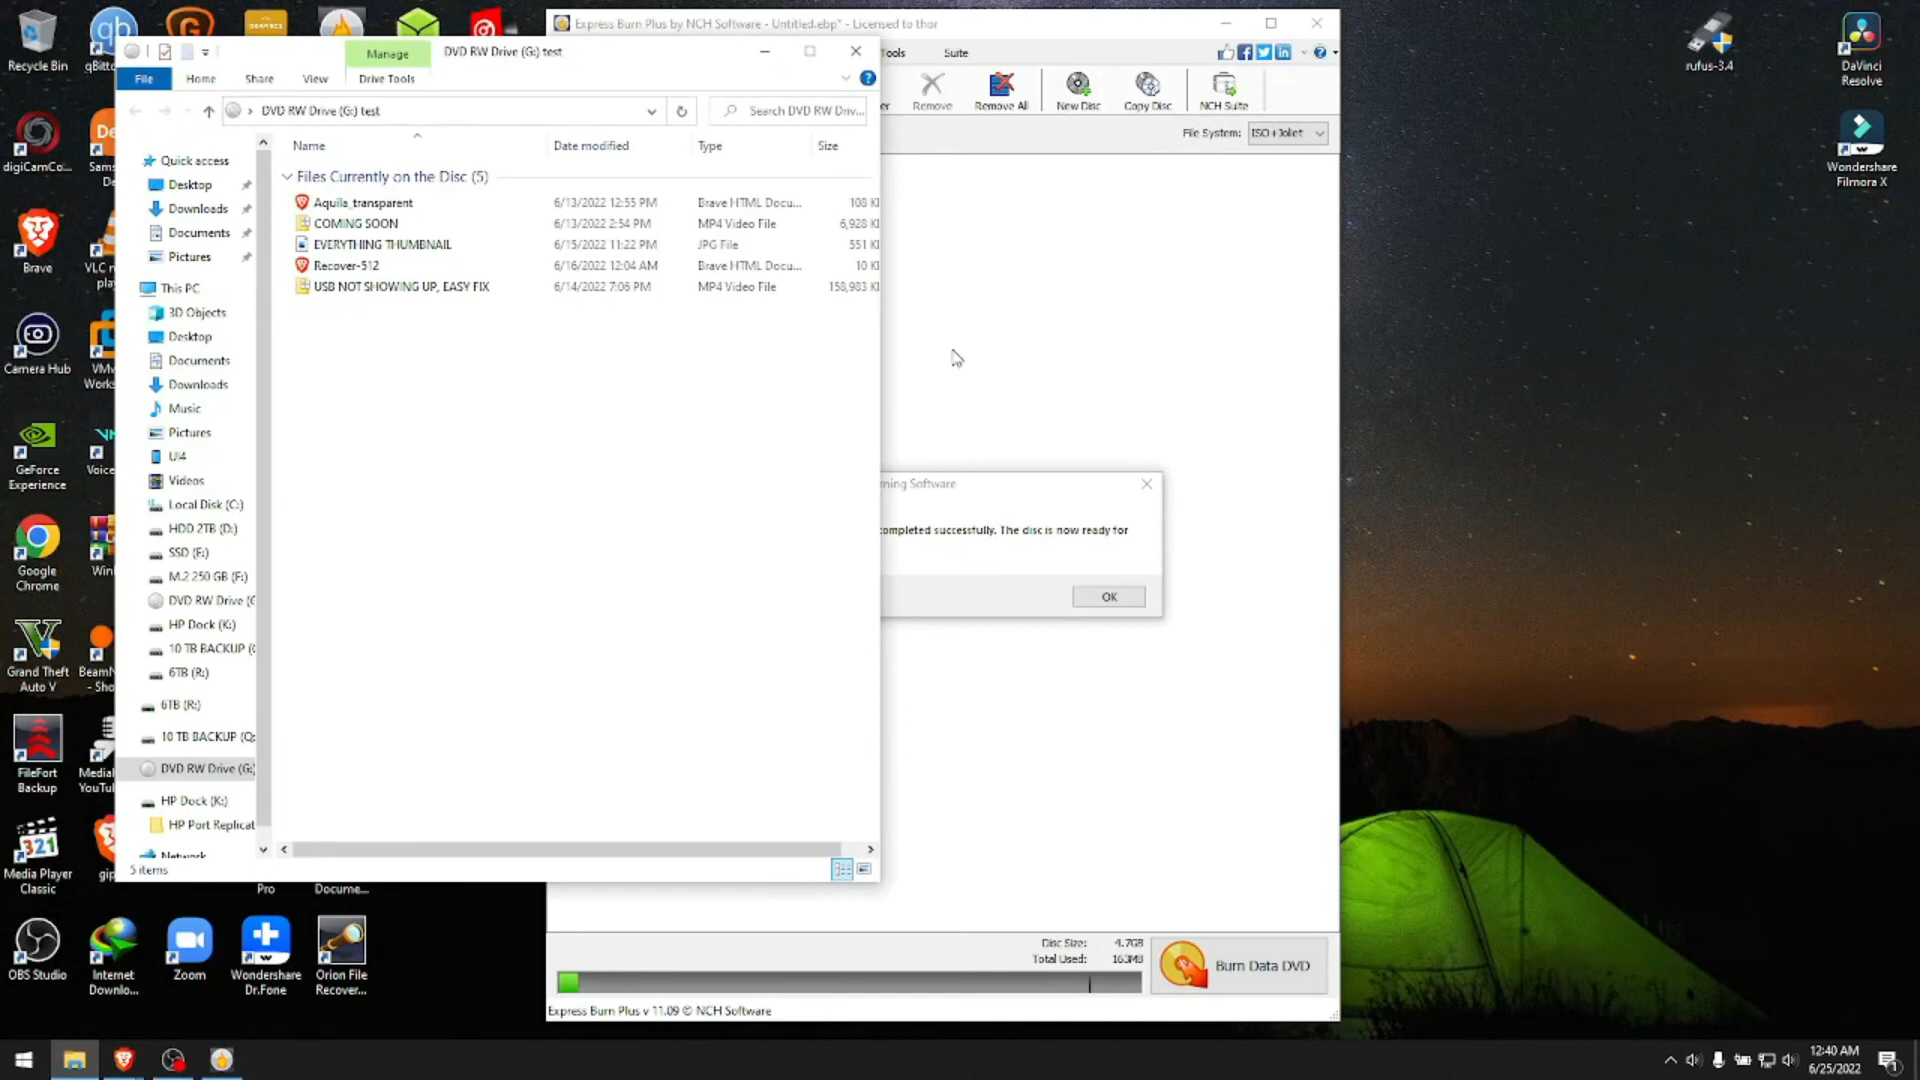 Recycle Bin
qBitto
rufus-3.4
DaVinci
Resolve
digiCamCo...
Sams
De
Wondershare
Filmora X
Brave
VLC m
play
Camera Hub
VMw
Works
GeForce
Experience
Voice
Google
Chrome
Win
Grand Theft
Auto V
BeamN
- Sho
FileFort
Backup
Medial
YouTul
Media Player
Classic
gip
Pro
Docume...
OBS Studio
Internet
Downlo...
Zoom
Wondershare
Dr.Fone
Orion File
Recover...
Manage
DVD RW Drive (G:) test
File
Home
Share
View
Drive Tools
DVD RW Drive (G:) test
Search DVD RW Driv...
Quick access
Desktop
Downloads
Documents
Pictures
This PC
3D Objects
Desktop
Documents
Downloads
Music
Pictures
UI4
Videos
Local Disk (C:)
HDD 2TB (D:)
SSD (E:)
M.2 250 GB (F:)
DVD RW Drive (G
HP Dock (K:)
10 TB BACKUP (
6TB (R:)
6TB (R:)
10 TB BACKUP (Q:
DVD RW Drive (G:
HP Dock (K:)
HP Port Replicat
Network
Name Date modified Type Size
Files Currently on the Disc (5)
Aquila_transparent 6/13/2022 12:55 PM Brave HTML Docu... 108 K
COMING SOON 6/13/2022 2:54 PM MP4 Video File 6,928 K
EVERYTHING THUMBNAIL 6/15/2022 11:22 PM JPG File 551 K
Recover-512 6/16/2022 12:04 AM Brave HTML Docu... 10 K
USB NOT SHOWING UP, EASY FIX 6/14/2022 7:06 PM MP4 Video File 158,983 K
5 items
Express Burn Plus by NCH Software - Untitled.ebp* - Licensed to thor
Tools
Suite
er
Remove
Remove All
New Disc
Copy Disc
NCH Suite
File System: ISO+Joliet
rning Software
completed successfully. The disc is now ready for
OK
Disc Size: 4.7GB
Total Used: 163MB
Burn Data DVD
Express Burn Plus v 11.09 © NCH Software
12:40 AM
6/25/2022
1